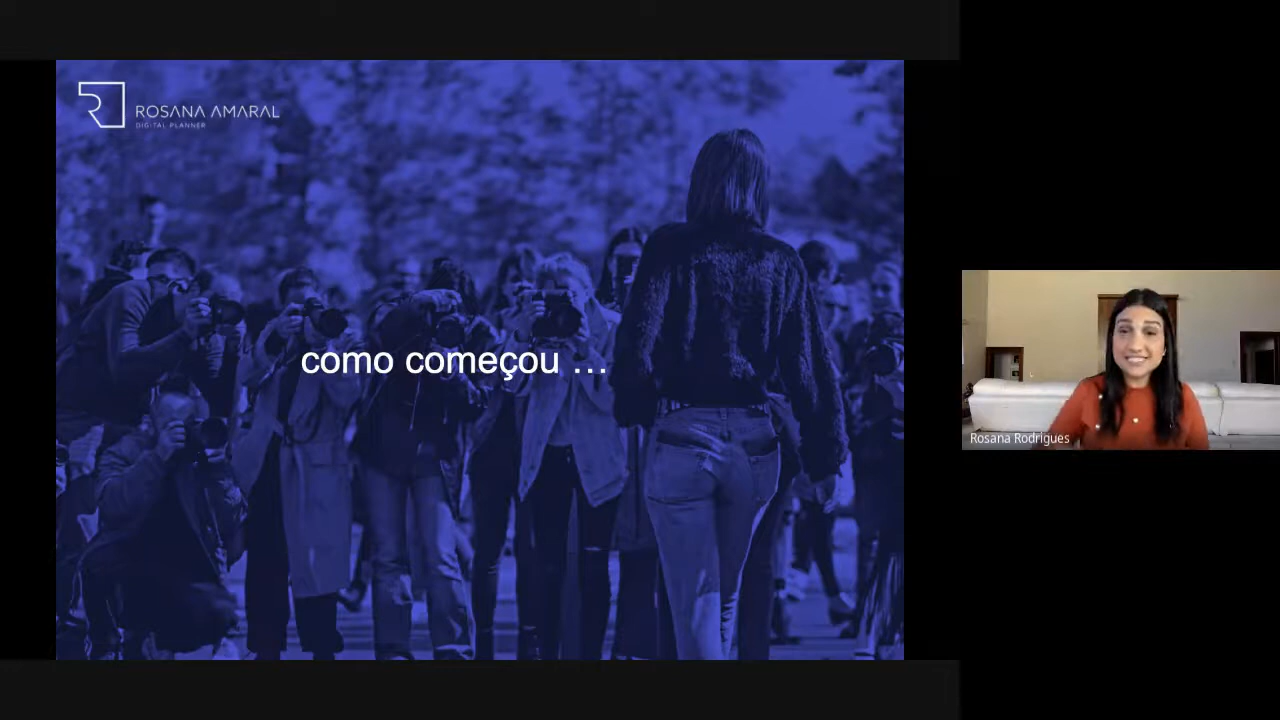 ROSANA AMARAL
DIGITAL PLANNER
como começou ...
Rosana Rodrigues